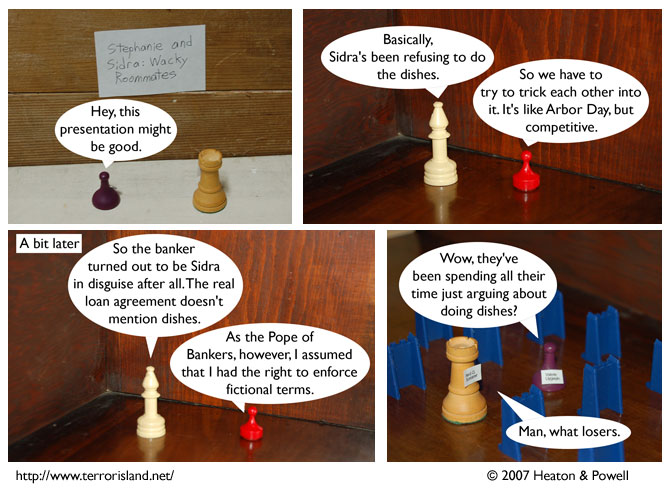 Stephanie and
Sidra: Wacky
Roommates
Hey, this
presentation might
be good.
Basically,
Sidra's been refusing to do
the dishes.
So we have to
try to trick each other into
it. It's like Arbor Day, but
competitive.
A bit later
So the banker
turned out to be Sidra
in disguise after all. The real
loan agreement doesn't
mention dishes.
As the Pope of
Bankers, however, I assumed
that I had the right to enforce
fictional terms.
Wow, they've
been spending all their
time just arguing about
doing dishes?
Man, what losers.
http://www.terrorisland.net/
© 2007 Heaton & Powell